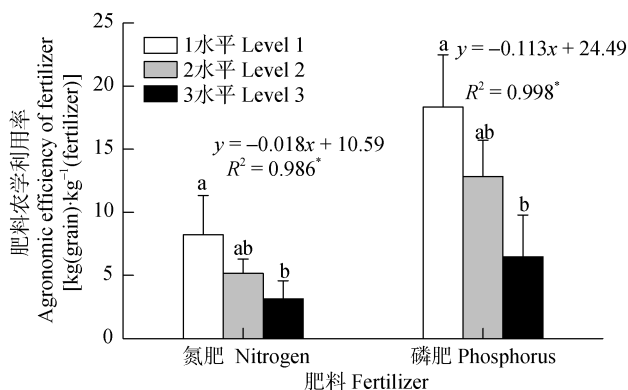 肥料农学利用率
Agronomic efficiency of fertilizer
[kg(grain)·kg⁻¹(fertilizer)]
25
20
15
10
5
0
1水平 Level 1
2水平 Level 2
3水平 Level 3
y = –0.018x + 10.59
R² = 0.986*
a
ab
b
a
y = –0.113x + 24.49
R² = 0.998*
ab
b
氮肥 Nitrogen
磷肥 Phosphorus
肥料 Fertilizer